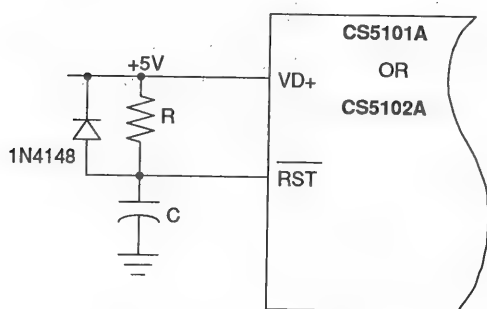 CS5101A
OR
CS5102A
+5V
VD+
R
1N4148
RST
C